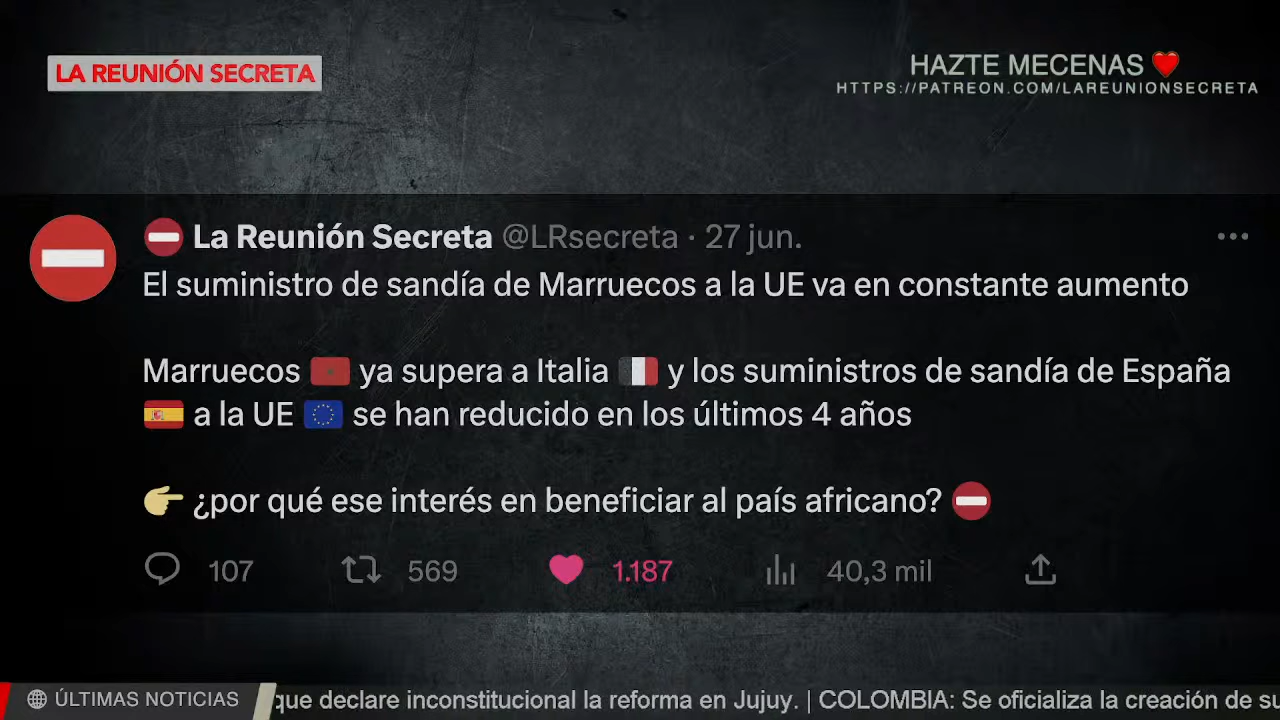 LA REUNIÓN SECRETA
HAZTE MECENAS ❤️
HTTPS://PATREON.COM/LAREUNIONSECRETA
⛔ La Reunión Secreta @LRsecreta · 27 jun.
El suministro de sandía de Marruecos a la UE va en constante aumento
Marruecos 🇲🇦 ya supera a Italia 🇮🇹 y los suministros de sandía de España
🇪🇸 a la UE 🇪🇺 se han reducido en los últimos 4 años
👉 ¿por qué ese interés en beneficiar al país africano? ⛔
107 569 1.187 40,3 mil
ÚLTIMAS NOTICIAS
que declare inconstitucional la reforma en Jujuy. | COLOMBIA: Se oficializa la creación de